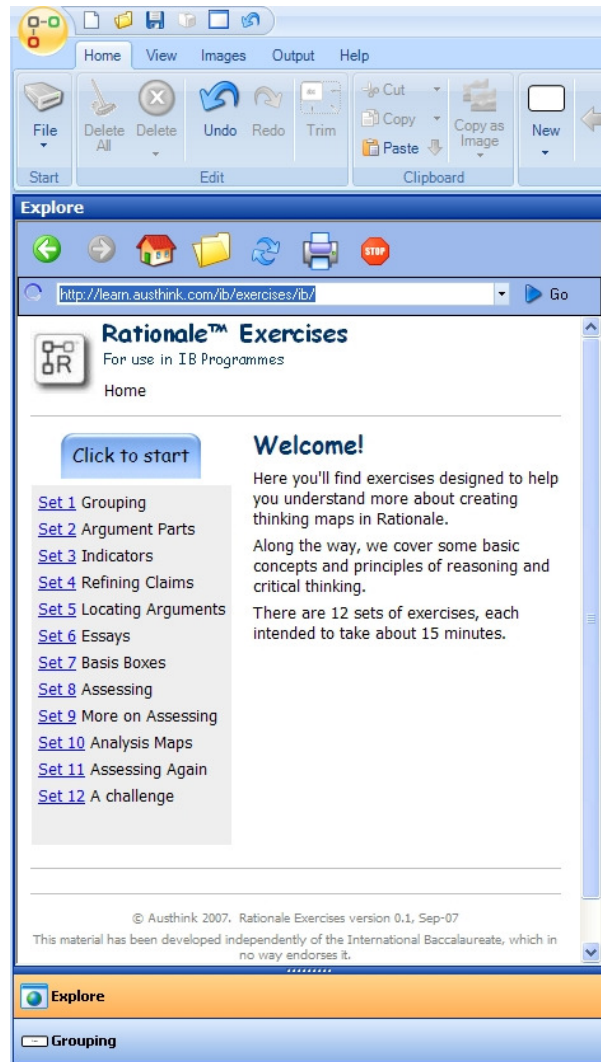 Home View Images Output Help
File Delete All Delete Undo Redo Trim Cut Copy Paste Copy as Image New
Start Edit Clipboard
Explore
STOP
http://learn.austhink.com/ib/exercises/ib/ Go
Rationale™ Exercises
For use in IB Programmes
Home
Click to start
Set 1 Grouping
Set 2 Argument Parts
Set 3 Indicators
Set 4 Refining Claims
Set 5 Locating Arguments
Set 6 Essays
Set 7 Basis Boxes
Set 8 Assessing
Set 9 More on Assessing
Set 10 Analysis Maps
Set 11 Assessing Again
Set 12 A challenge
Welcome!
Here you'll find exercises designed to help
you understand more about creating
thinking maps in Rationale.
Along the way, we cover some basic
concepts and principles of reasoning and
critical thinking.
There are 12 sets of exercises, each
intended to take about 15 minutes.
© Austhink 2007. Rationale Exercises version 0.1, Sep-07
This material has been developed independently of the International Baccalaureate, which in
no way endorses it.
Explore
Grouping